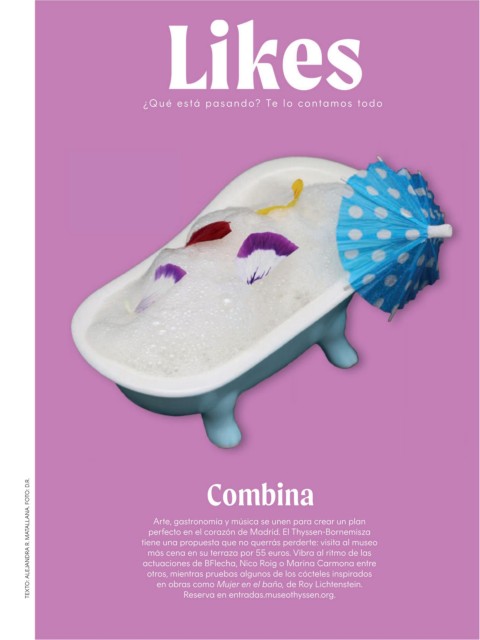 Likes
¿Qué está pasando? Te lo contamos todo
Combina
Arte, gastronomía y música se unen para crear un plan
perfecto en el corazón de Madrid. El Thyssen-Bornemisza
tiene una propuesta que no querrás perderte: visita al museo
más cena en su terraza por 55 euros. Vibra al ritmo de las
actuaciones de BFlecha, Nico Roig o Marina Carmona entre
otros, mientras pruebas algunos de los cócteles inspirados
en obras como Mujer en el baño, de Roy Lichtenstein.
Reserva en entradas.museothyssen.org.
TEXTO: ALEJANDRA R. MATALLANA. FOTO: D.R.